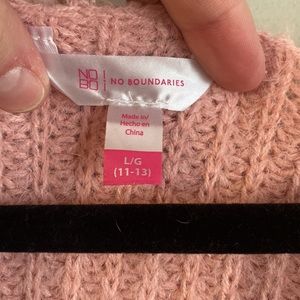 NO
BO
NO BOUNDARIES
Made in/
Hecho en
China
L/G
(11-13)